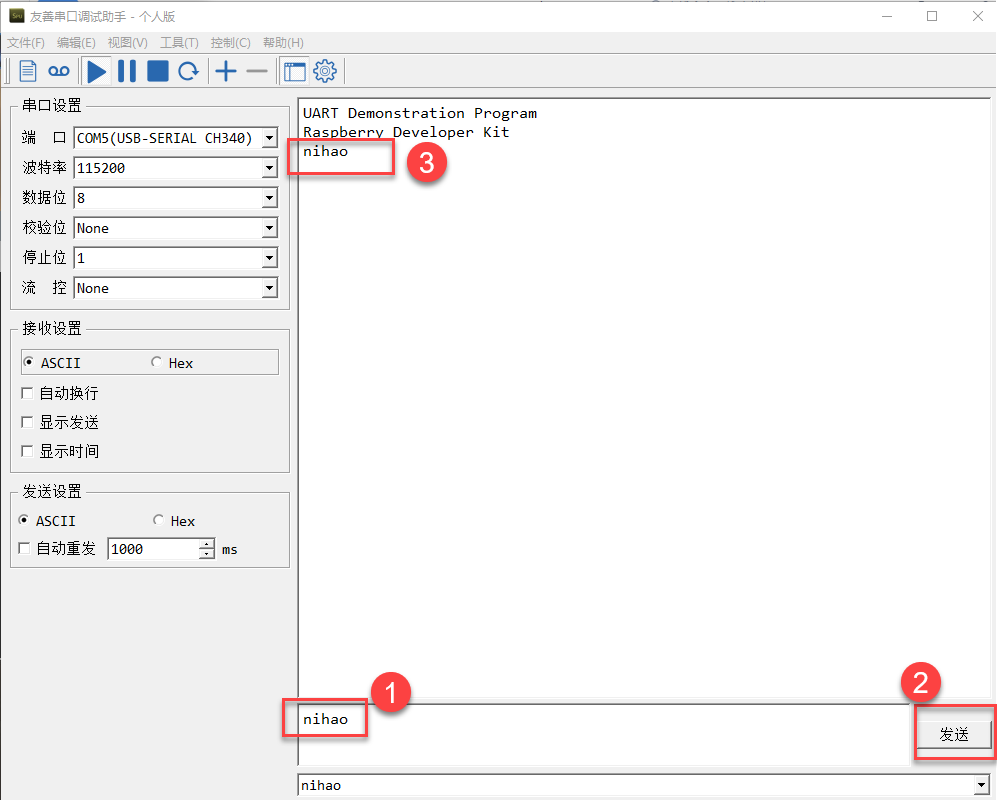 友善串口调试助手 - 个人版
文件(F) 编辑(E) 视图(V) 工具(T) 控制(C) 帮助(H)
串口设置
端 口 COM5(USB-SERIAL CH340)
波特率 115200
数据位 8
校验位 None
停止位 1
流 控 None
接收设置
ASCII Hex
自动换行
显示发送
显示时间
发送设置
ASCII Hex
自动重发 1000 ms
UART Demonstration Program
Raspberry Developer Kit
nihao
3
1
2
nihao
发送
nihao